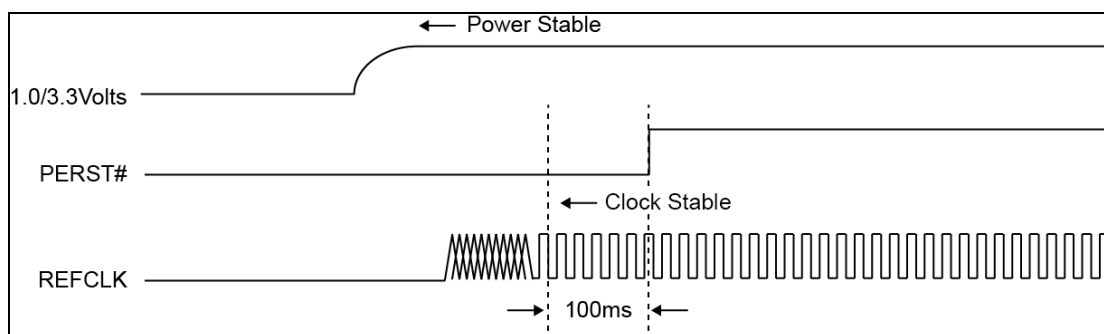 Power Stable
1.0/3.3Volts
PERST#
Clock Stable
REFCLK
100ms